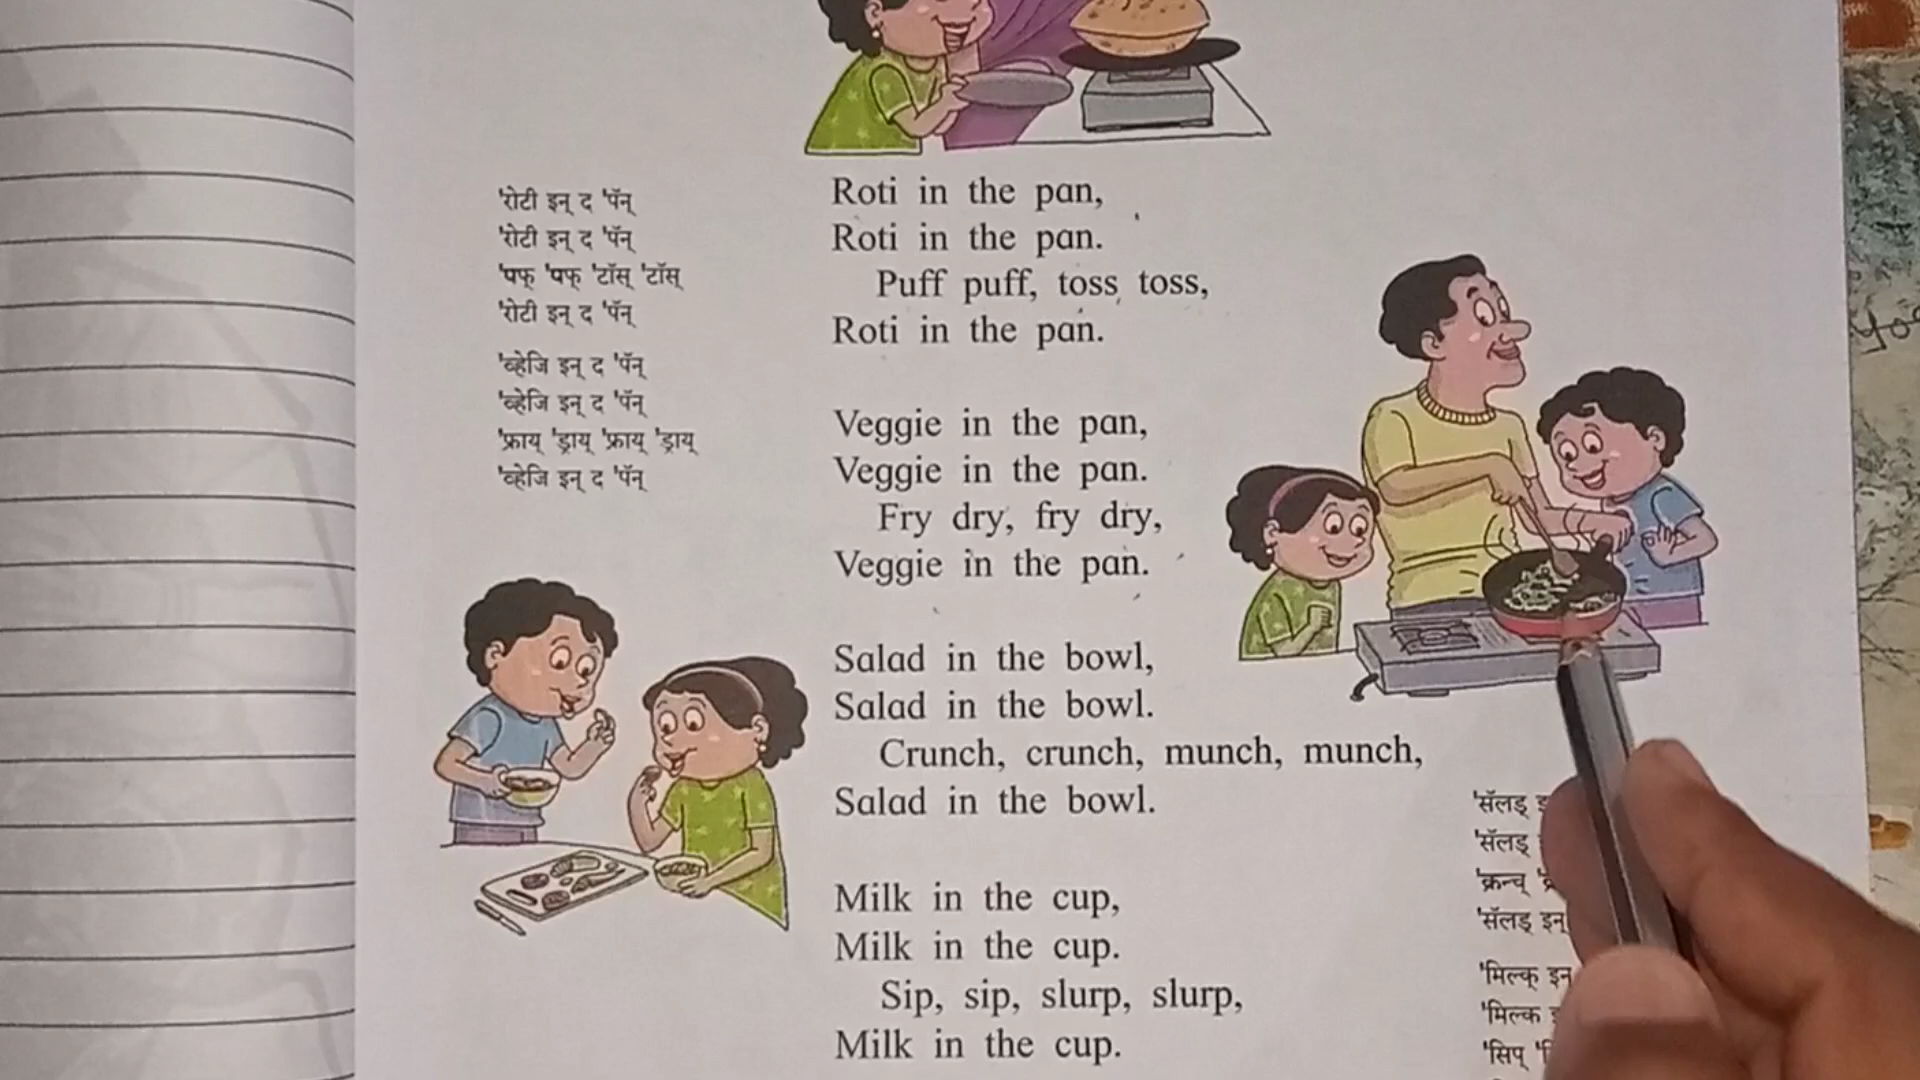 'रोटी इन् द 'पॅन्
'रोटी इन् द 'पॅन्
'पफ् 'पफ् 'टॉस् 'टॉस्
'रोटी इन् द 'पॅन्
'व्हेजि इन् द 'पॅन्
'व्हेजि इन् द 'पॅन्
'फ्राय् 'ड्राय् 'फ्राय् 'ड्राय्
'व्हेजि इन् द 'पॅन्
Roti in the pan,
Roti in the pan.
Puff puff, toss toss,
Roti in the pan.
Veggie in the pan,
Veggie in the pan.
Fry dry, fry dry,
Veggie in the pan.
Salad in the bowl,
Salad in the bowl.
Crunch, crunch, munch, munch,
Salad in the bowl.
Milk in the cup,
Milk in the cup.
Sip, sip, slurp, slurp,
Milk in the cup.
'सॅलड्
'सॅलड्
'क्रन्च्
'सॅलड् इन्
'मिल्क् इन्
'मिल्क
'सिप्